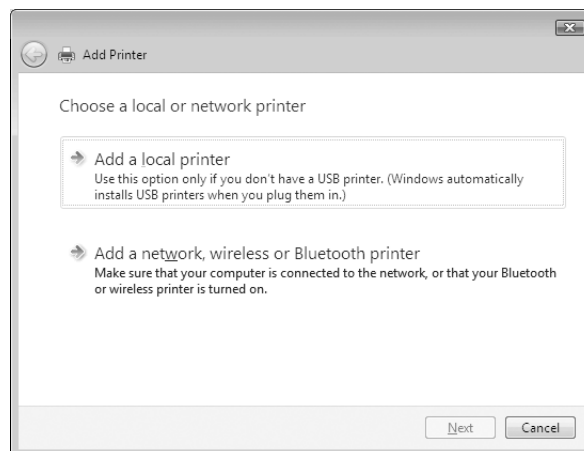 Add Printer
Choose a local or network printer
Add a local printer
Use this option only if you don't have a USB printer. (Windows automatically
installs USB printers when you plug them in.)
Add a network, wireless or Bluetooth printer
Make sure that your computer is connected to the network, or that your Bluetooth
or wireless printer is turned on.
Next Cancel